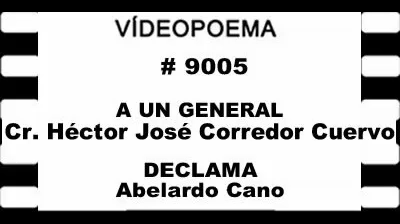 VÍDEOPOEMA
# 9005
A UN GENERAL
Cr. Héctor José Corredor Cuervo
DECLAMA
Abelardo Cano